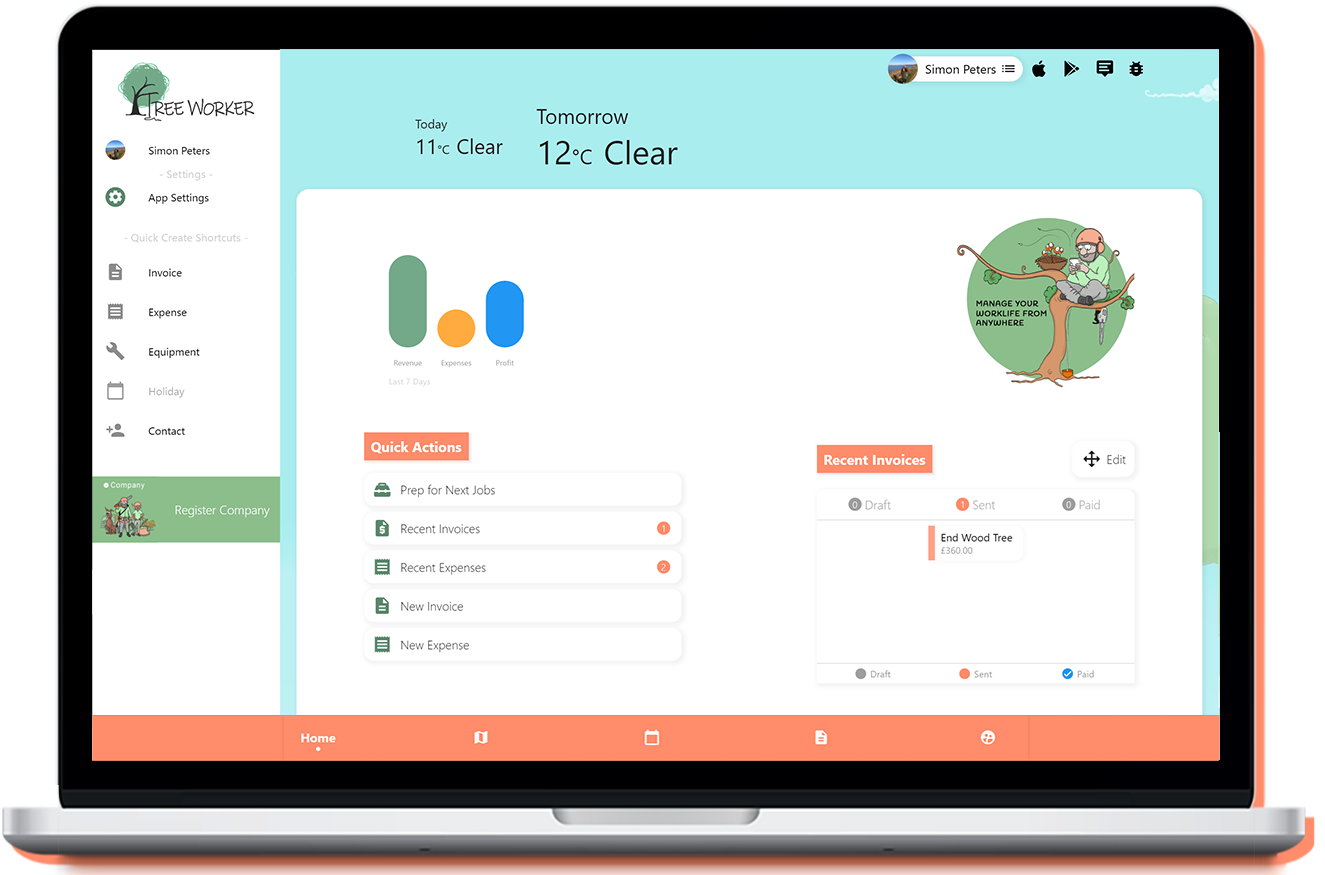 TREE WORKER
Simon Peters
- Settings -
App Settings
- Quick Create Shortcuts -
Invoice
Expense
Equipment
Holiday
Contact
Company
Register Company
Simon Peters
Today
11°C Clear
Tomorrow
12°C Clear
Revenue Expenses Profit
Last 7 Days
MANAGE YOUR
WORKLIFE FROM
ANYWHERE
Quick Actions
Prep for Next Jobs
Recent Invoices 1
Recent Expenses 2
New Invoice
New Expense
Recent Invoices
Edit
0 Draft 1 Sent 0 Paid
End Wood Tree
£360.00
Draft Sent Paid
Home